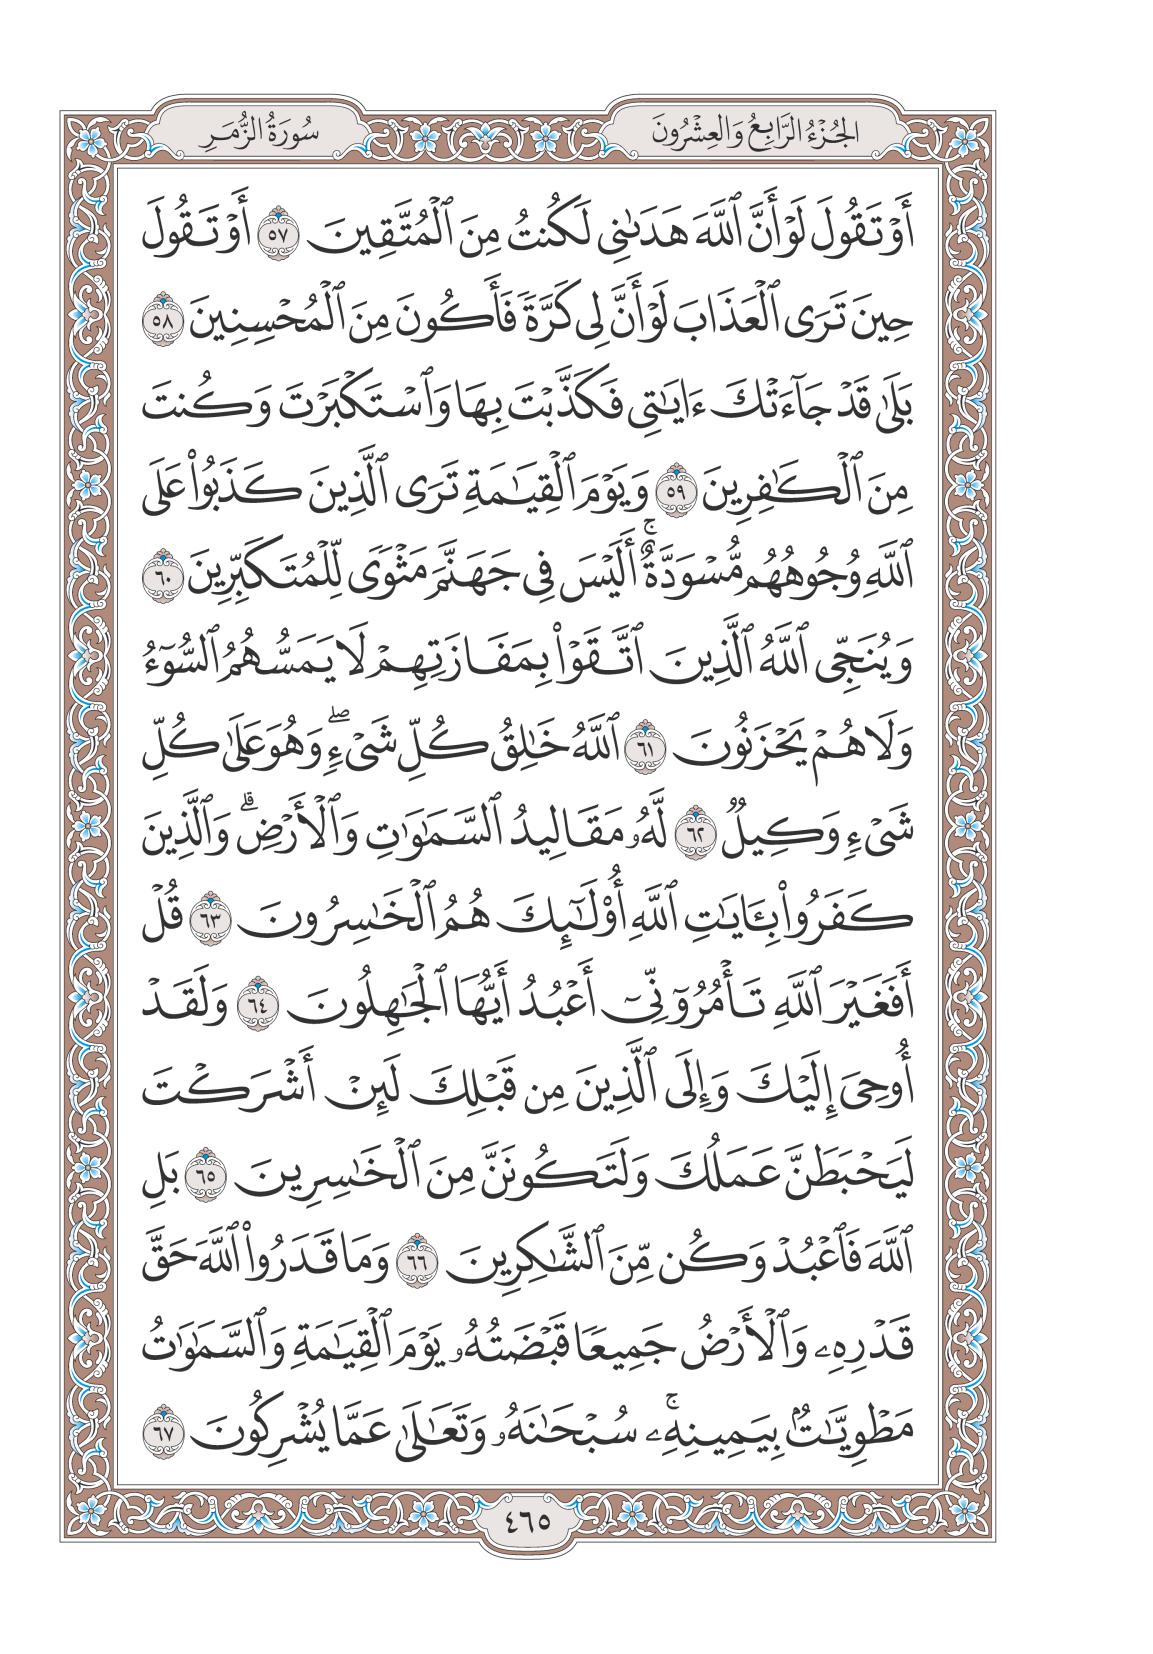 الجُزْءُ الرَّابِعُ وَالعِشْرُونَ
سُورَةُ الزُّمَرِ
أَوْ تَقُولَ لَوْ أَنَّ ٱللَّهَ هَدَىٰنِى لَكُنتُ مِنَ ٱلْمُتَّقِينَ ٥٧ أَوْ تَقُولَ
حِينَ تَرَى ٱلْعَذَابَ لَوْ أَنَّ لِى كَرَّةً فَأَكُونَ مِنَ ٱلْمُحْسِنِينَ ٥٨
بَلَىٰ قَدْ جَآءَتْكَ ءَايَٰتِى فَكَذَّبْتَ بِهَا وَٱسْتَكْبَرْتَ وَكُنتَ
مِنَ ٱلْكَٰفِرِينَ ٥٩ وَيَوْمَ ٱلْقِيَٰمَةِ تَرَى ٱلَّذِينَ كَذَبُوا۟ عَلَى
ٱللَّهِ وُجُوهُهُم مُّسْوَدَّةٌ ۚ أَلَيْسَ فِى جَهَنَّمَ مَثْوًى لِّلْمُتَكَبِّرِينَ ٦٠
وَيُنَجِّى ٱللَّهُ ٱلَّذِينَ ٱتَّقَوْا۟ بِمَفَازَتِهِمْ لَا يَمَسُّهُمُ ٱلسُّوٓءُ
وَلَا هُمْ يَحْزَنُونَ ٦١ ٱللَّهُ خَٰلِقُ كُلِّ شَىْءٍ ۖ وَهُوَ عَلَىٰ كُلِّ
شَىْءٍ وَكِيلٌ ٦٢ لَّهُۥ مَقَالِيدُ ٱلسَّمَٰوَٰتِ وَٱلْأَرْضِ ۗ وَٱلَّذِينَ
كَفَرُوا۟ بِـَٔايَٰتِ ٱللَّهِ أُو۟لَٰٓئِكَ هُمُ ٱلْخَٰسِرُونَ ٦٣ قُلْ
أَفَغَيْرَ ٱللَّهِ تَأْمُرُوٓنِّىٓ أَعْبُدُ أَيُّهَا ٱلْجَٰهِلُونَ ٦٤ وَلَقَدْ
أُوحِىَ إِلَيْكَ وَإِلَى ٱلَّذِينَ مِن قَبْلِكَ لَئِنْ أَشْرَكْتَ
لَيَحْبَطَنَّ عَمَلُكَ وَلَتَكُونَنَّ مِنَ ٱلْخَٰسِرِينَ ٦٥ بَلِ
ٱللَّهَ فَٱعْبُدْ وَكُن مِّنَ ٱلشَّٰكِرِينَ ٦٦ وَمَا قَدَرُوا۟ ٱللَّهَ حَقَّ
قَدْرِهِۦ وَٱلْأَرْضُ جَمِيعًا قَبْضَتُهُۥ يَوْمَ ٱلْقِيَٰمَةِ وَٱلسَّمَٰوَٰتُ
مَطْوِيَّٰتٌۢ بِيَمِينِهِۦ ۚ سُبْحَٰنَهُۥ وَتَعَٰلَىٰ عَمَّا يُشْرِكُونَ ٦٧
٤٦٥